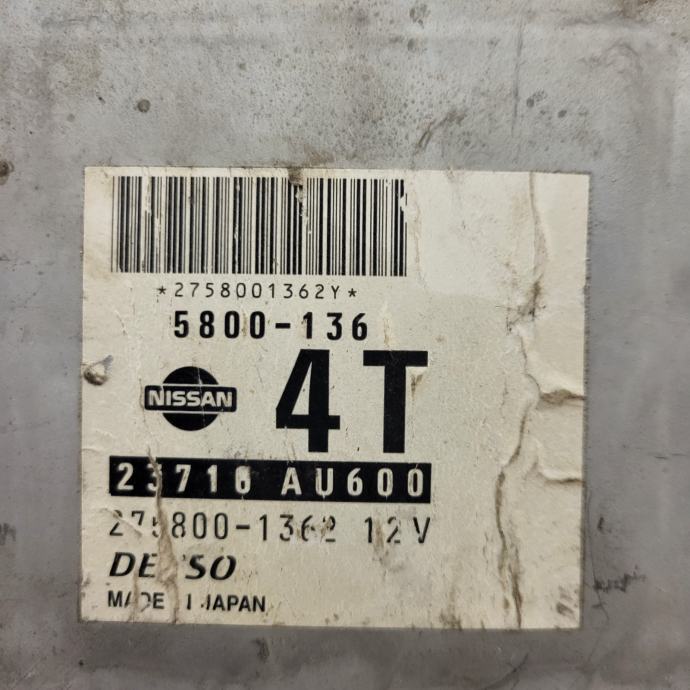 *2758001362Y*
5800-136
NISSAN
4T
23710 AU600
275800-1362 12V
DENSO
MADE IN JAPAN